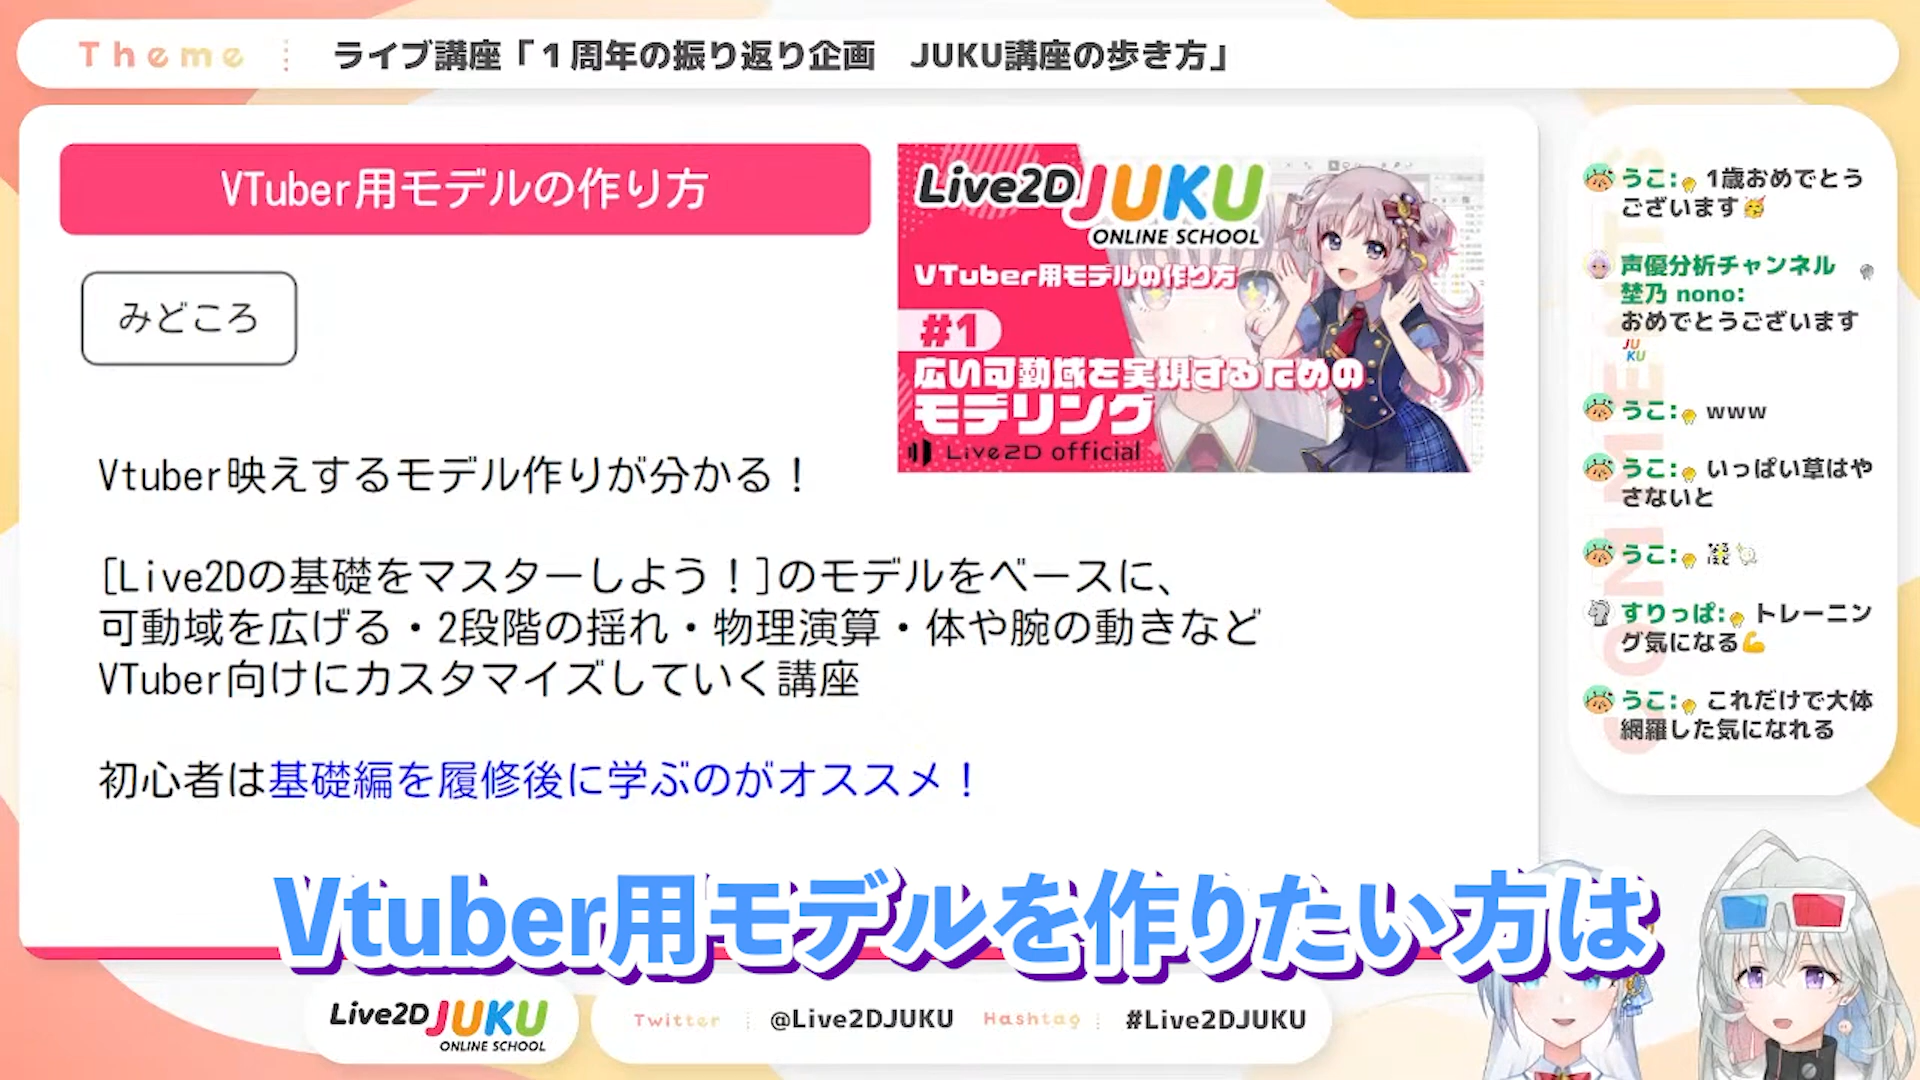 Theme
ライブ講座「１周年の振り返り企画　JUKU講座の歩き方」
VTuber用モデルの作り方
みどころ
Vtuber映えするモデル作りが分かる！
[Live2Dの基礎をマスターしよう！]のモデルをベースに、
可動域を広げる・2段階の揺れ・物理演算・体や腕の動きなど
VTuber向けにカスタマイズしていく講座
初心者は基礎編を履修後に学ぶのがオススメ！
Live2D JUKU
ONLINE SCHOOL
VTuber用モデルの作り方
#1
広い可動域を実現するための
モデリング
Live2D official
COMMENTS
うこ: 1歳おめでとう
ございます
声優分析チャンネル
埜乃 nono:
おめでとうございます
JU
KU
うこ: www
うこ: いっぱい草はや
さないと
うこ: なる
ほど
すりっぱ: トレーニン
グ気になる
うこ: これだけで大体
網羅した気になれる
Vtuber用モデルを作りたい方は
Live2D JUKU
ONLINE SCHOOL
Twitter
@Live2DJUKU
Hashtag
#Live2DJUKU